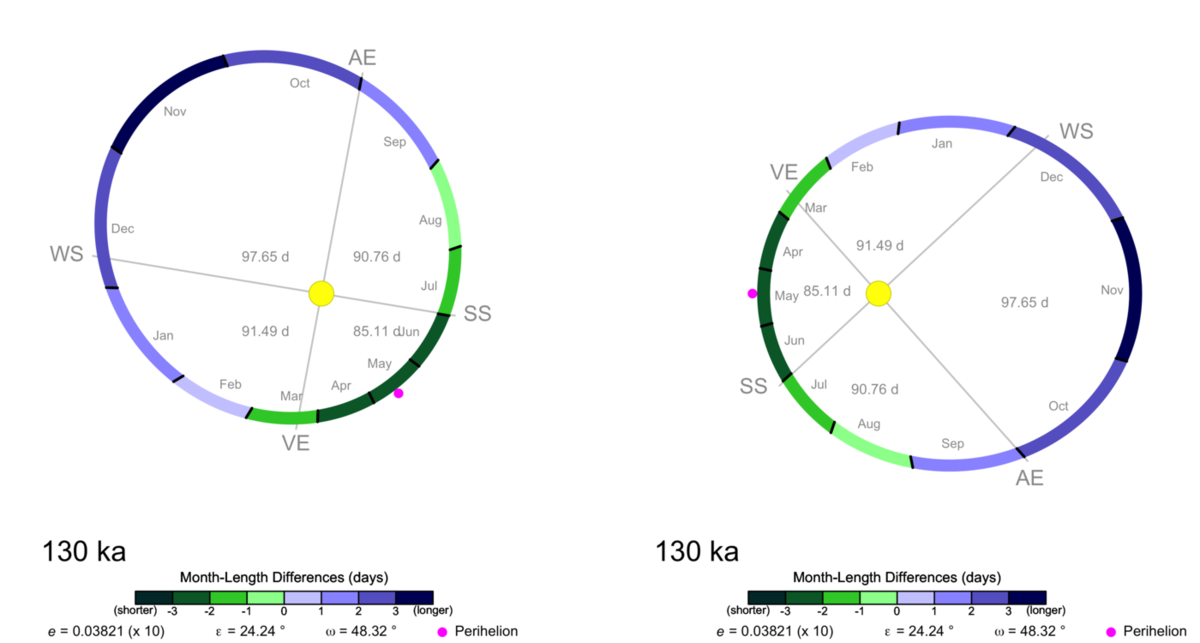 AE
Oct
Nov
Sep
Aug
Dec
WS
97.65 d
90.76 d
Jul
SS
91.49 d
85.11 d
Jun
Jan
May
Feb
Apr
Mar
VE
130 ka
Month-Length Differences (days)
(shorter) -3 -2 -1 0 1 2 3 (longer)
e = 0.03821 (x 10) ε = 24.24 ° ω = 48.32 ° Perihelion
WS
Jan
Feb
VE
Dec
Mar
Apr
91.49 d
May
85.11 d
Nov
97.65 d
Jun
SS
Jul
90.76 d
Oct
Aug
Sep
AE
130 ka
Month-Length Differences (days)
(shorter) -3 -2 -1 0 1 2 3 (longer)
e = 0.03821 (x 10) ε = 24.24 ° ω = 48.32 ° Perihelion